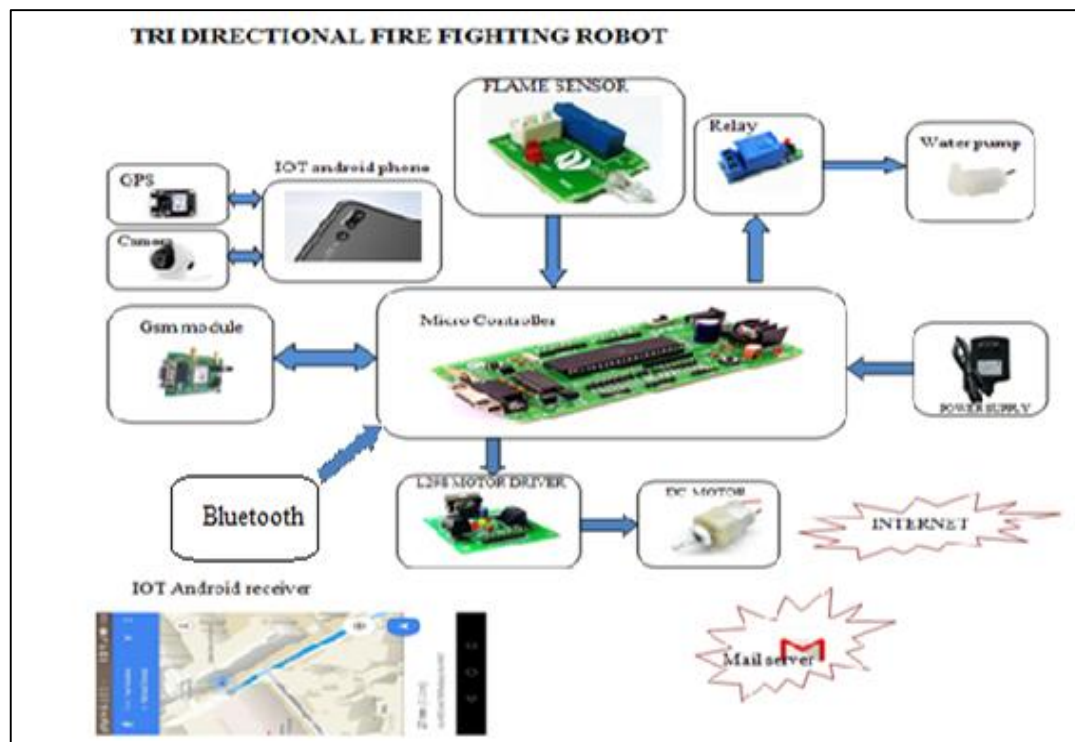 TRI DIRECTIONAL FIRE FIGHTING ROBOT
FLAME SENSOR
Relay
Water pump
GPS
IOT android phone
Camera
Gsm module
Micro Controller
POWER SUPPLY
Bluetooth
L298 MOTOR DRIVER
DC MOTOR
INTERNET
IOT Android receiver
Mail server